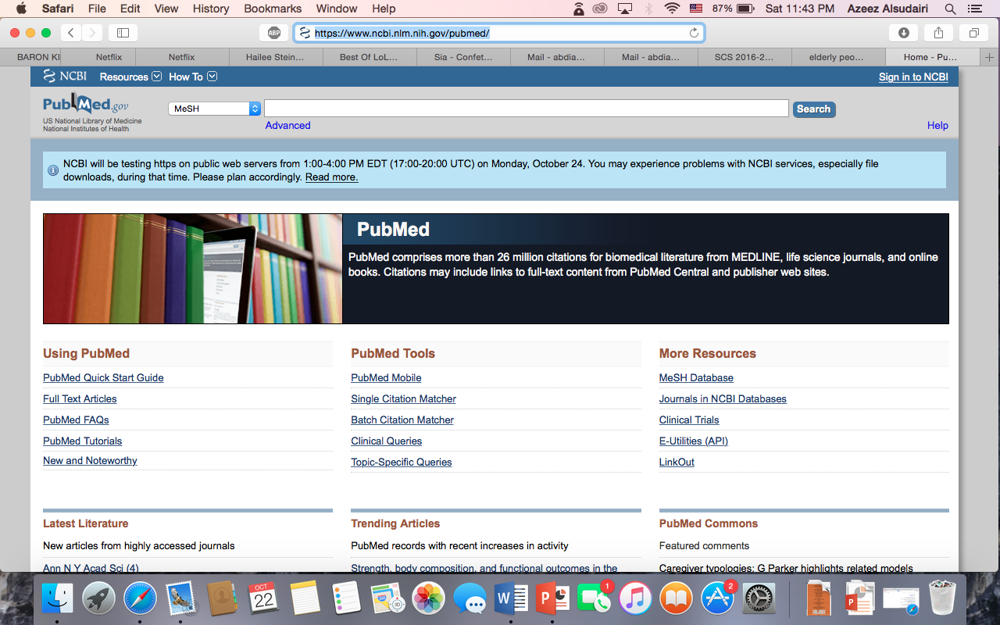 Safari File Edit View History Bookmarks Window Help 87% Sat 11:43 PM Azeez Alsudairi
ABP https://www.ncbi.nlm.nih.gov/pubmed/
BARON KI Netflix Netflix Hailee Stein... Best Of LoL... Sia - Confet... Mail - abdia... Mail - abdia... SCS 2016-2... elderly peo... Home - Pu...
NCBI Resources How To Sign in to NCBI
PubMed.gov
US National Library of Medicine
National Institutes of Health
MeSH Search
Advanced Help
NCBI will be testing https on public web servers from 1:00-4:00 PM EDT (17:00-20:00 UTC) on Monday, October 24. You may experience problems with NCBI services, especially file
downloads, during that time. Please plan accordingly. Read more.
PubMed
PubMed comprises more than 26 million citations for biomedical literature from MEDLINE, life science journals, and online
books. Citations may include links to full-text content from PubMed Central and publisher web sites.
Using PubMed
PubMed Quick Start Guide
Full Text Articles
PubMed FAQs
PubMed Tutorials
New and Noteworthy
PubMed Tools
PubMed Mobile
Single Citation Matcher
Batch Citation Matcher
Clinical Queries
Topic-Specific Queries
More Resources
MeSH Database
Journals in NCBI Databases
Clinical Trials
E-Utilities (API)
LinkOut
Latest Literature
New articles from highly accessed journals
Ann N Y Acad Sci (4)
Trending Articles
PubMed records with recent increases in activity
Strength, body composition, and functional outcomes in the
PubMed Commons
Featured comments
Caregiver typologies: G Parker highlights related models
OCT
22
1
2